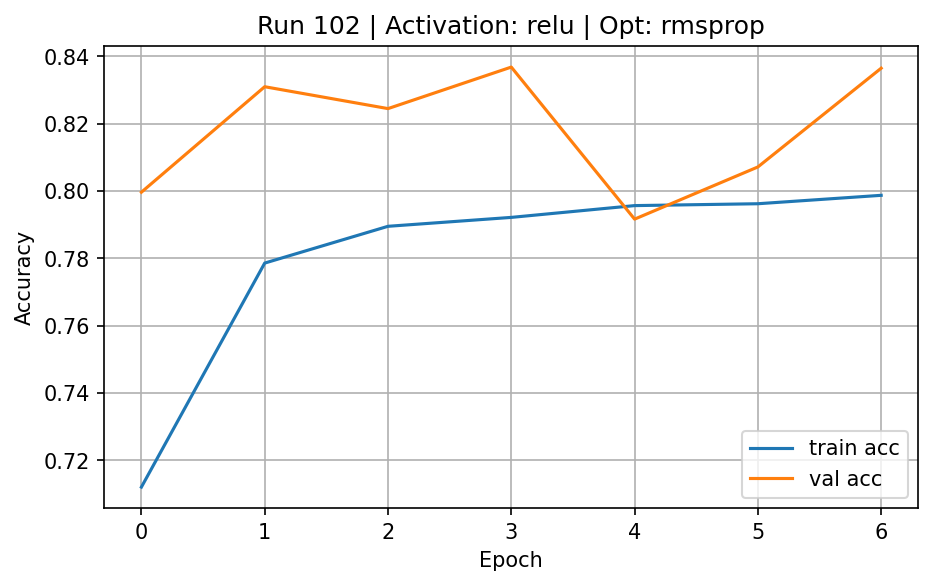 Run 102 | Activation: relu | Opt: rmsprop
0.84
0.82
0.80
0.78
0.76
0.74
0.72
Accuracy
train acc
val acc
0 1 2 3 4 5 6
Epoch